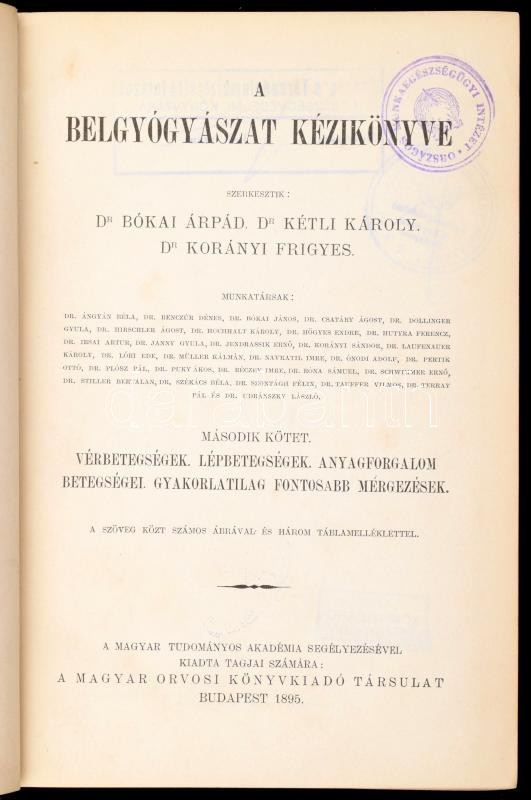 A
BELGYÓGYÁSZAT KÉZIKÖNYVE
ORSZÁGOS MUNKAEGÉSZSÉGÜGYI INTÉZET
SZERKESZTIK:
DR BÓKAI ÁRPÁD. DR KÉTLI KÁROLY.
DR KORÁNYI FRIGYES.
MUNKATÁRSAK:
DR. ÁNGYÁN BÉLA, DR. BENCZÚR DÉNES, DR. BÓKAI JÁNOS, DR. CSATÁRY ÁGOST, DR. DOLLINGER
GYULA, DR. HIRSCHLER ÁGOST, DR. HOCHHALT KÁROLY, DR. HŐGYES ENDRE, DR. HUTYRA FERENCZ,
DR. IRSAI ARTUR, DR. JANNY GYULA, DR. JENDRASSIK ERNŐ, DR. KORÁNYI SÁNDOR, DR. LAUFENAUER
KÁROLY, DR. LŐRI EDE, DR. MÜLLER KÁLMÁN, DR. NAVRATIL IMRE, DR. ÓNODI ADOLF, DR. PERTIK
OTTÓ, DR. PLÓSZ PÁL, DR. PUKY ÁKOS, DR. RÉCZEY IMRE, DR. RÓNA SÁMUEL, DR. SCHWIMMER ERNŐ,
DR. STILLER BERTALAN, DR. SZÉKÁCS BÉLA, DR. SZONTÁGH FÉLIX, DR. TAUFFER VILMOS, DR. TERRAY
PÁL ÉS DR. UDRÁNSZKY LÁSZLÓ.
MÁSODIK KÖTET.
VÉRBETEGSÉGEK. LÉPBETEGSÉGEK. ANYAGFORGALOM
BETEGSÉGEI. GYAKORLATILAG FONTOSABB MÉRGEZÉSEK.
A SZÖVEG KÖZT SZÁMOS ÁBRÁVAL ÉS HÁROM TÁBLAMELLÉKLETTEL.
A MAGYAR TUDOMÁNYOS AKADÉMIA SEGÉLYEZÉSÉVEL
KIADTA TAGJAI SZÁMÁRA:
A MAGYAR ORVOSI KÖNYVKIADÓ TÁRSULAT
BUDAPEST 1895.